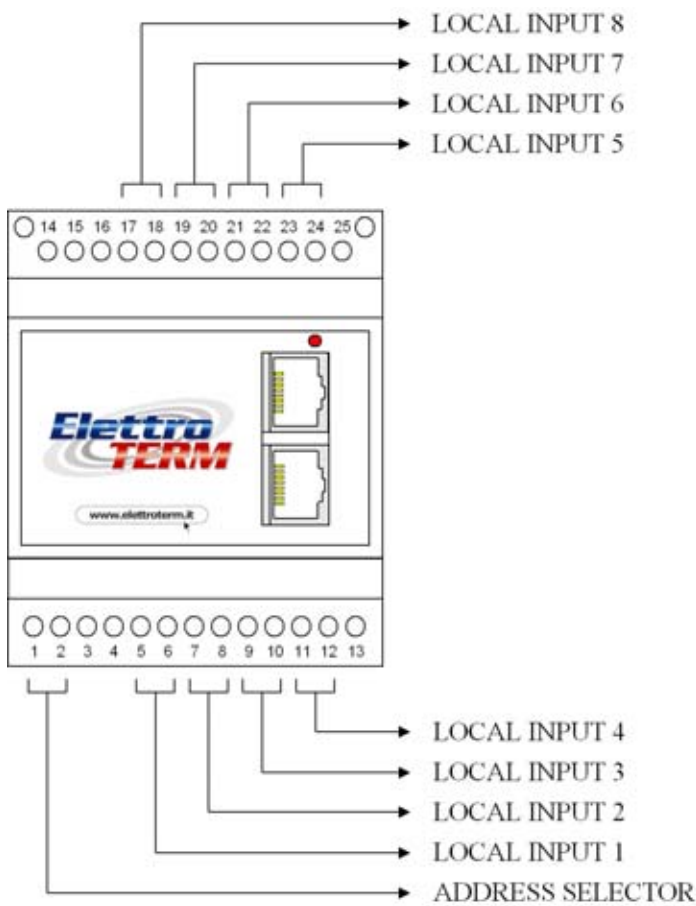 LOCAL INPUT 8
LOCAL INPUT 7
LOCAL INPUT 6
LOCAL INPUT 5
14 15 16 17 18 19 20 21 22 23 24 25
Elettro
TERM
www.elettroterm.it
1 2 3 4 5 6 7 8 9 10 11 12 13
LOCAL INPUT 4
LOCAL INPUT 3
LOCAL INPUT 2
LOCAL INPUT 1
ADDRESS SELECTOR